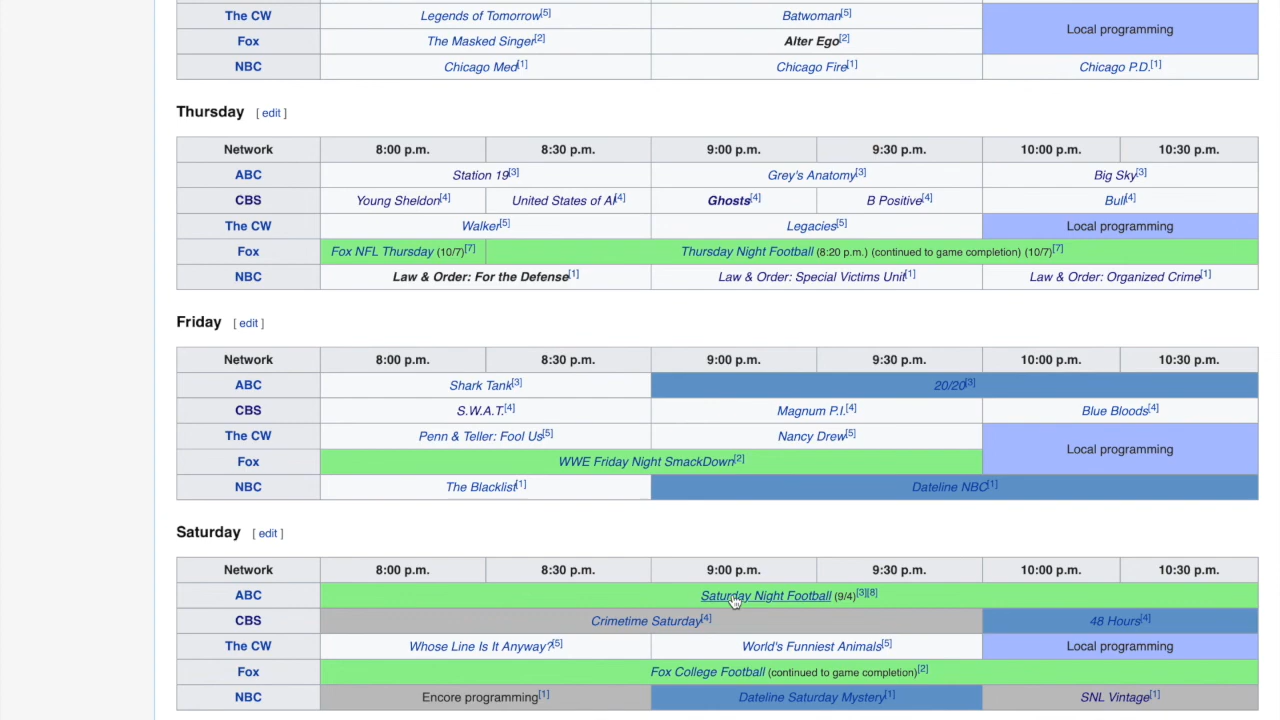 The CW Legends of Tomorrow[5] Batwoman[5] Local programming
Fox The Masked Singer[2] Alter Ego[2]
NBC Chicago Med[1] Chicago Fire[1] Chicago P.D.[1]
Thursday [ edit ]
Network 8:00 p.m. 8:30 p.m. 9:00 p.m. 9:30 p.m. 10:00 p.m. 10:30 p.m.
ABC Station 19[3] Grey's Anatomy[3] Big Sky[3]
CBS Young Sheldon[4] United States of Al[4] Ghosts[4] B Positive[4] Bull[4]
The CW Walker[5] Legacies[5] Local programming
Fox Fox NFL Thursday (10/7)[7] Thursday Night Football (8:20 p.m.) (continued to game completion) (10/7)[7]
NBC Law & Order: For the Defense[1] Law & Order: Special Victims Unit[1] Law & Order: Organized Crime[1]
Friday [ edit ]
Network 8:00 p.m. 8:30 p.m. 9:00 p.m. 9:30 p.m. 10:00 p.m. 10:30 p.m.
ABC Shark Tank[3] 20/20[3]
CBS S.W.A.T.[4] Magnum P.I.[4] Blue Bloods[4]
The CW Penn & Teller: Fool Us[5] Nancy Drew[5] Local programming
Fox WWE Friday Night SmackDown[2]
NBC The Blacklist[1] Dateline NBC[1]
Saturday [ edit ]
Network 8:00 p.m. 8:30 p.m. 9:00 p.m. 9:30 p.m. 10:00 p.m. 10:30 p.m.
ABC Saturday Night Football (9/4)[3][8]
CBS Crimetime Saturday[4] 48 Hours[4]
The CW Whose Line Is It Anyway?[5] World's Funniest Animals[5] Local programming
Fox Fox College Football (continued to game completion)[2]
NBC Encore programming[1] Dateline Saturday Mystery[1] SNL Vintage[1]